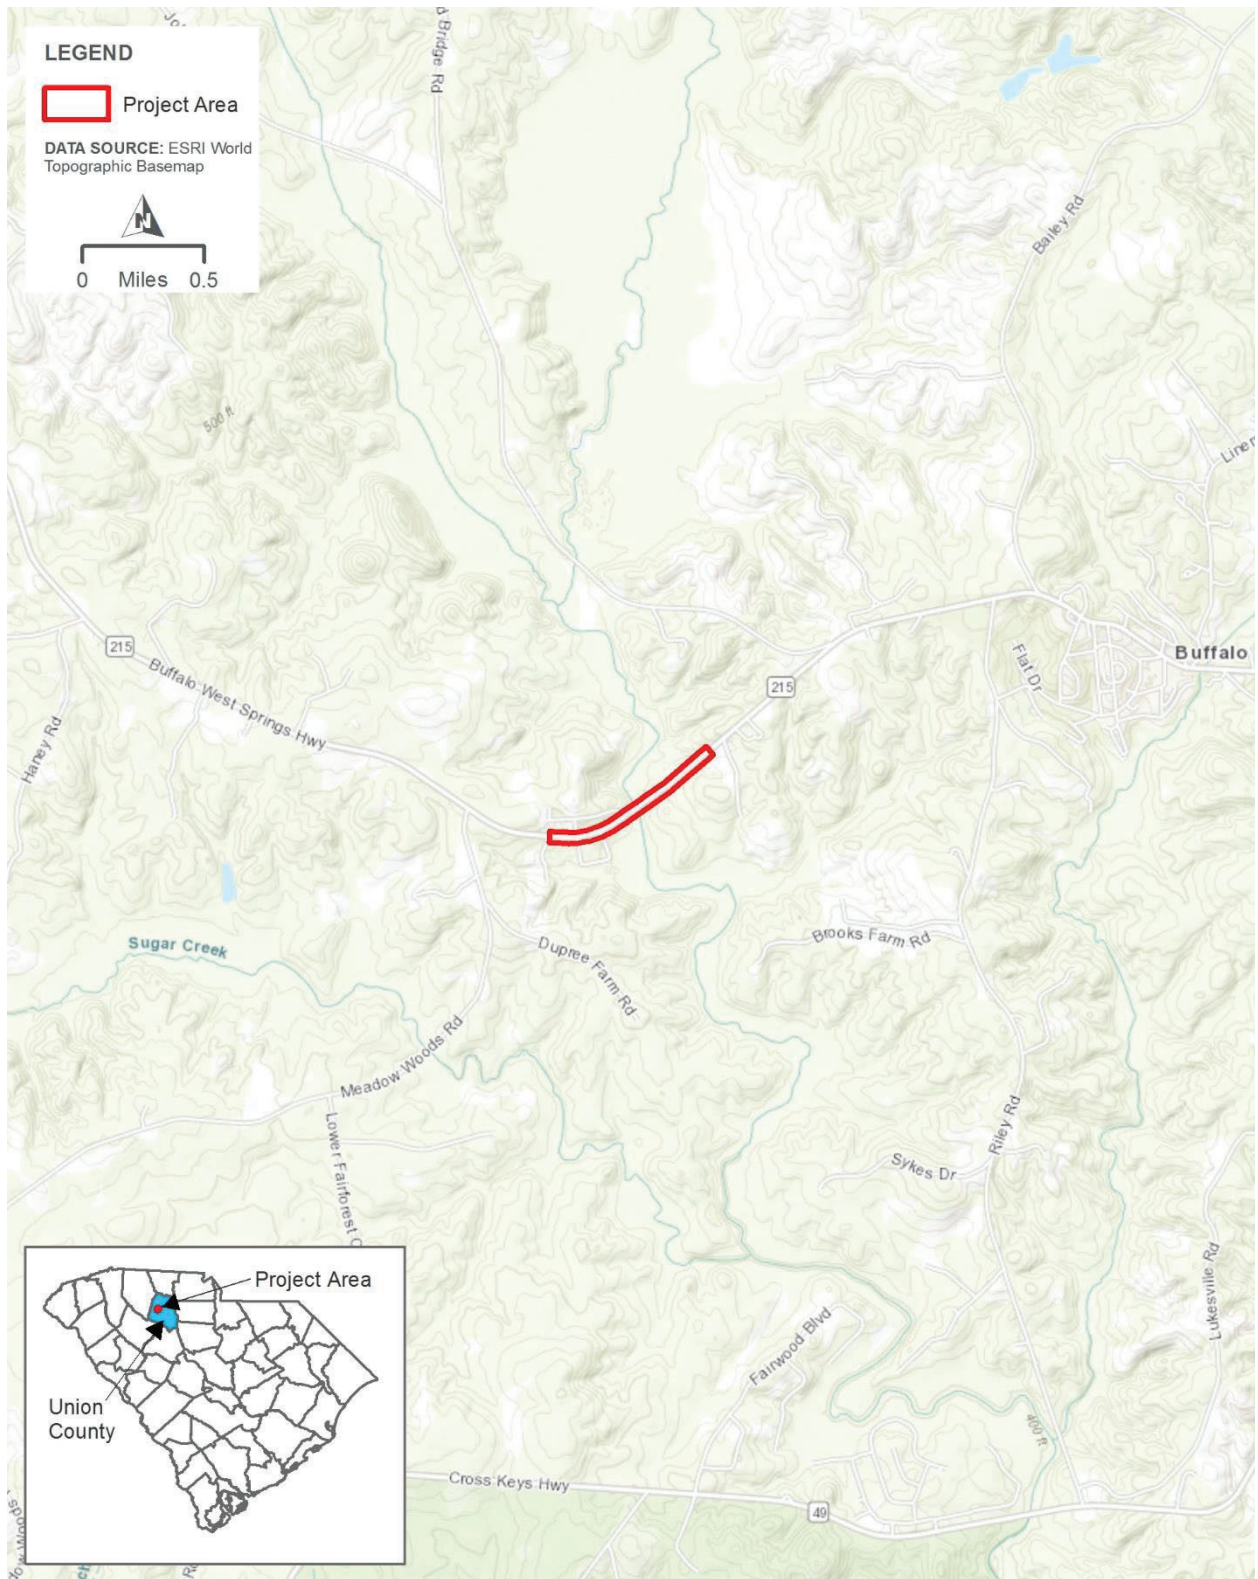 LEGEND
Project Area
DATA SOURCE: ESRI World
Topographic Basemap
N
0 Miles 0.5
d Bridge Rd
Bailey Rd
500 ft
Liner
215
Buffalo-West Springs Hwy
Haney Rd
215
Flat Dr
Buffalo
Sugar Creek
Dupree Farm Rd
Brooks Farm Rd
Meadow Woods Rd
Lower Fairforest C
Riley Rd
Sykes Dr
Lukesville Rd
Fairwood Blvd
400 ft
Cross Keys Hwy
49
Project Area
Union
County